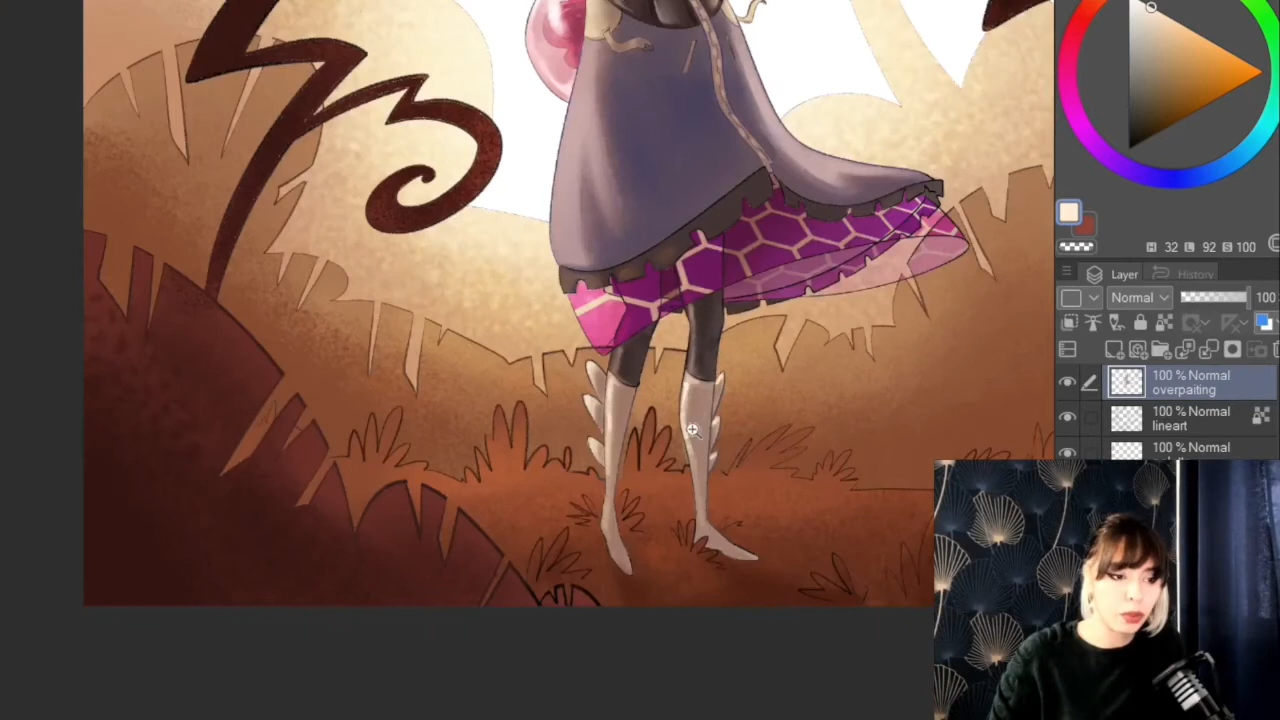 H 32 L 92 S 100
Layer History
Normal 100
100 % Normal
overpaiting
100 % Normal
lineart
100 % Normal